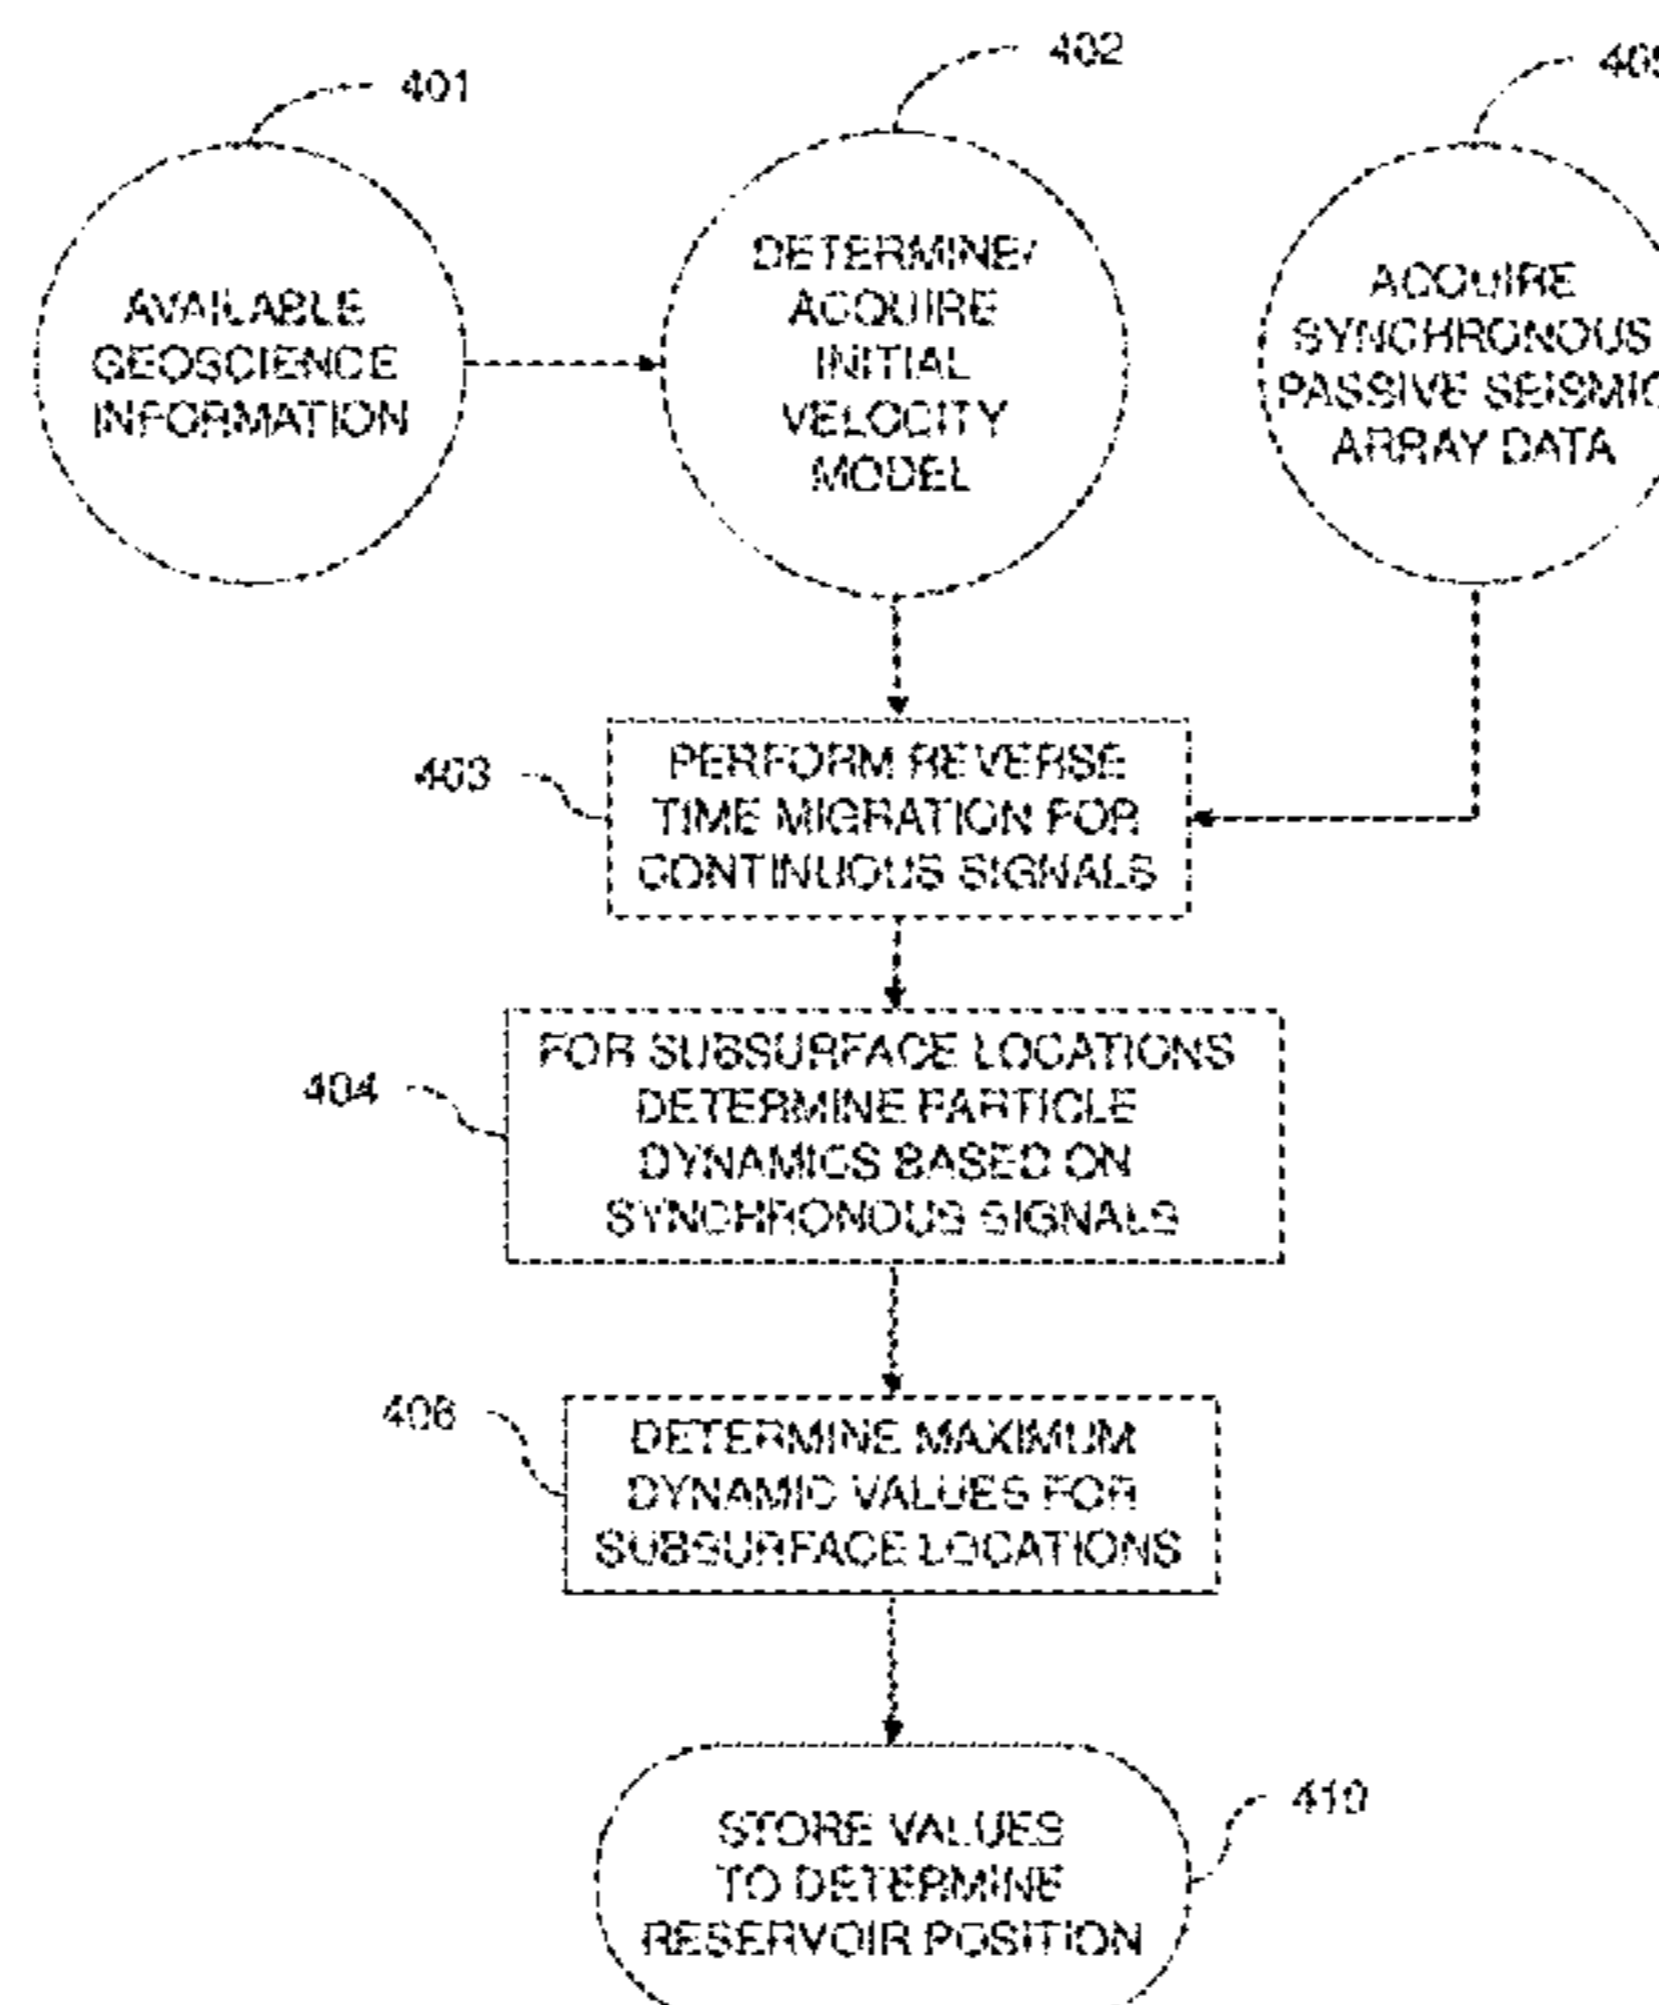 401
402
AVAILABLE
GEOSCIENCE
INFORMATION
DETERMINE/
ACQUIRE
INITIAL
VELOCITY
MODEL
ACQUIRE
SYNCHRONOUS
PASSIVE SEISMIC
ARRAY DATA
403
PERFORM REVERSE
TIME MIGRATION FOR
CONTINUOUS SIGNALS
404
FOR SUBSURFACE LOCATIONS
DETERMINE PARTICLE
DYNAMICS BASED ON
SYNCHRONOUS SIGNALS
DETERMINE MAXIMUM
DYNAMIC VALUES FOR
SUBSURFACE LOCATIONS
410
STORE VALUES
TO DETERMINE
RESERVOIR POSITION